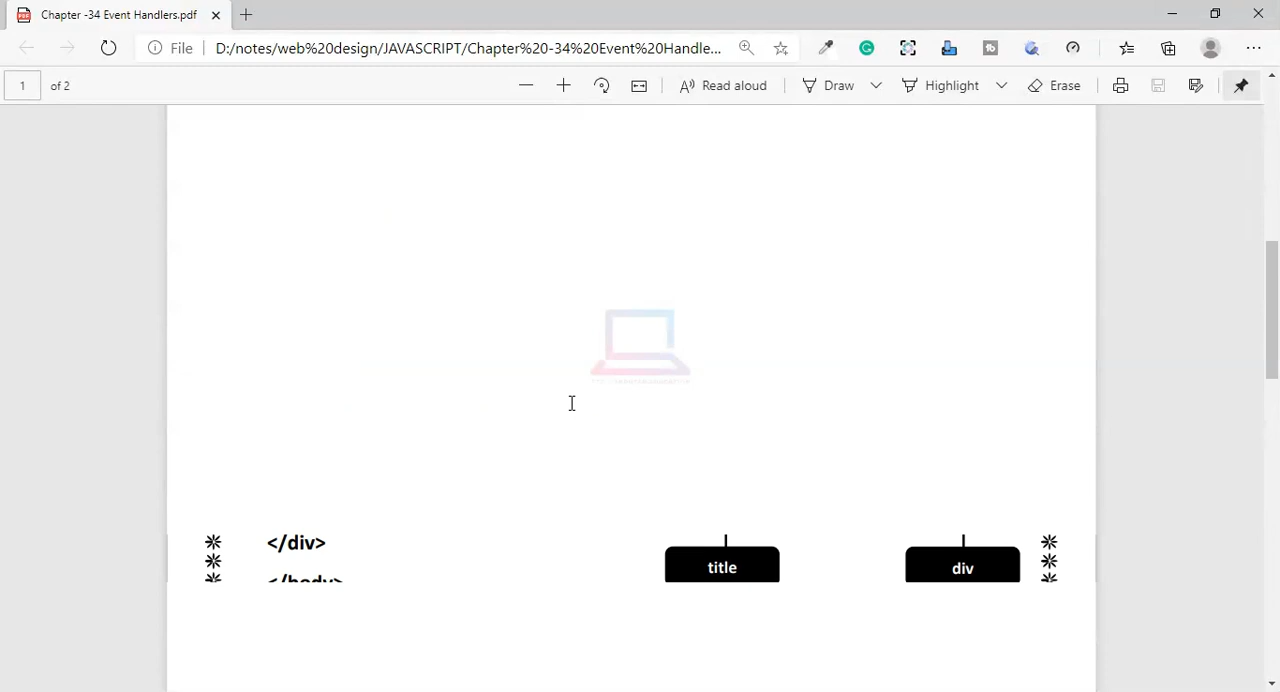 Chapter -34 Event Handlers.pdf
File
D:/notes/web%20design/JAVASCRIPT/Chapter%20-34%20Event%20Handle...
1 of 2
Read aloud
Draw
Highlight
Erase
</div>
title
div
</body>